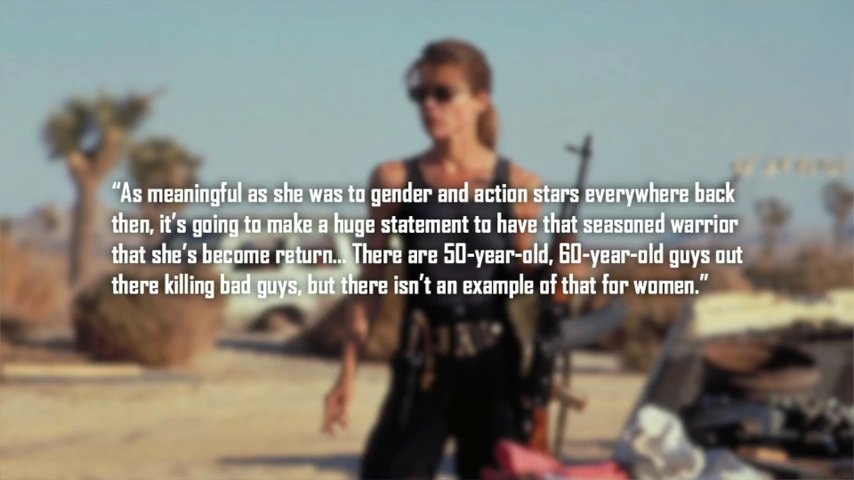 “As meaningful as she was to gender and action stars everywhere back
then, it’s going to make a huge statement to have that seasoned warrior
that she’s become return... There are 50-year-old, 60-year-old guys out
there killing bad guys, but there isn’t an example of that for women.”